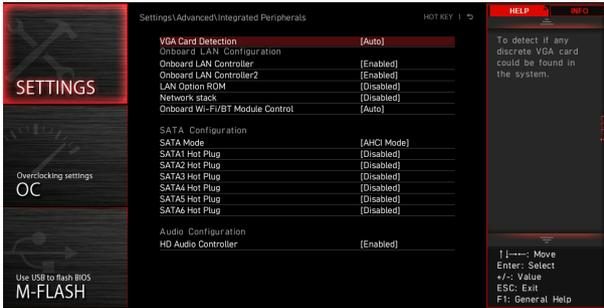 Settings\Advanced\Integrated Peripherals
HOT KEY
HELP
INFO
SETTINGS
Overclocking settings
OC
Use USB to flash BIOS
M-FLASH
VGA Card Detection [Auto]
Onboard LAN Configuration
Onboard LAN Controller [Enabled]
Onboard LAN Controller2 [Enabled]
LAN Option ROM [Disabled]
Network stack [Disabled]
Onboard Wi-Fi/BT Module Control [Auto]
SATA Configuration
SATA Mode [AHCI Mode]
SATA1 Hot Plug [Disabled]
SATA2 Hot Plug [Disabled]
SATA3 Hot Plug [Disabled]
SATA4 Hot Plug [Disabled]
SATA5 Hot Plug [Disabled]
SATA6 Hot Plug [Disabled]
Audio Configuration
HD Audio Controller [Enabled]
To detect if any
discrete VGA card
could be found in
the system.
↑↓→←: Move
Enter: Select
+/-: Value
ESC: Exit
F1: General Help